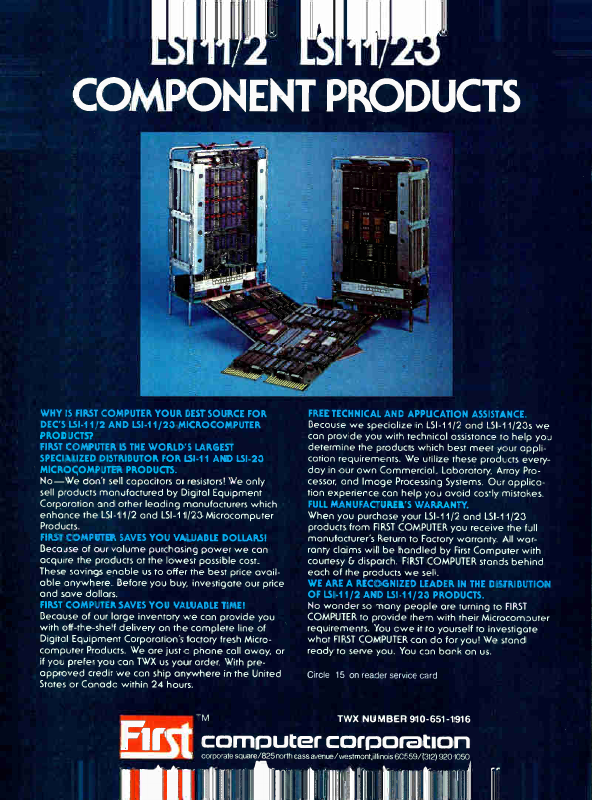 LSI 11/2 LSI 11/23
COMPONENT PRODUCTS
WHY IS FIRST COMPUTER YOUR BEST SOURCE FOR
DEC'S LSI-11/2 AND LSI-11/23 MICROCOMPUTER
PRODUCTS?
FIRST COMPUTER IS THE WORLD'S LARGEST
SPECIALIZED DISTRIBUTOR FOR LSI-11 AND LSI-23
MICROCOMPUTER PRODUCTS.
No—We don't sell capacitors or resistors! We only
sell products manufactured by Digital Equipment
Corporation and other leading manufacturers which
enhance the LSI-11/2 and LSI-11/23 Microcomputer
Products.
FIRST COMPUTER SAVES YOU VALUABLE DOLLARS!
Because of our volume purchasing power we can
acquire the products at the lowest possible cost.
These savings enable us to offer the best price avail-
able anywhere. Before you buy, investigate our price
and save dollars.
FIRST COMPUTER SAVES YOU VALUABLE TIME!
Because of our large inventory we can provide you
with off-the-shelf delivery on the complete line of
Digital Equipment Corporation's factory fresh Micro-
computer Products. We are just a phone call away, or
if you prefer you can TWX us your order. With pre-
approved credit we can ship anywhere in the United
States or Canada within 24 hours.
FREE TECHNICAL AND APPLICATION ASSISTANCE.
Because we specialize in LSI-11/2 and LSI-11/23s we
can provide you with technical assistance to help you
determine the products which best meet your appli-
cation requirements. We utilize these products every-
day in our own Commercial, Laboratory, Array Pro-
cessor, and Image Processing Systems. Our applica-
tion experience can help you avoid costly mistakes.
FULL MANUFACTURER'S WARRANTY.
When you purchase your LSI-11/2 and LSI-11/23
products from FIRST COMPUTER you receive the full
manufacturer's Return to Factory warranty. All war-
ranty claims will be handled by First Computer with
courtesy & dispatch. FIRST COMPUTER stands behind
each of the products we sell.
WE ARE A RECOGNIZED LEADER IN THE DISTRIBUTION
OF LSI-11/2 AND LSI-11/23 PRODUCTS.
No wonder so many people are turning to FIRST
COMPUTER to provide them with their Microcomputer
requirements. You owe it to yourself to investigate
what FIRST COMPUTER can do for you! We stand
ready to serve you. You can bank on us.
Circle 15 on reader service card
TWX NUMBER 910-651-1916
First TM
computer corporation
corporate square/825 north cass avenue/westmont, illinois 60559/(312) 920-1050